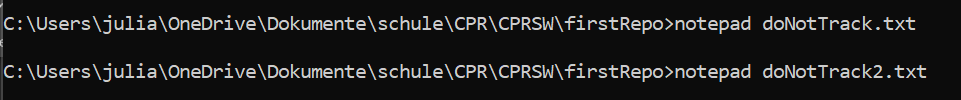 C:\Users\julia\OneDrive\Dokumente\schule\CPR\CPRSW\firstRepo>notepad doNotTrack.txt
C:\Users\julia\OneDrive\Dokumente\schule\CPR\CPRSW\firstRepo>notepad doNotTrack2.txt